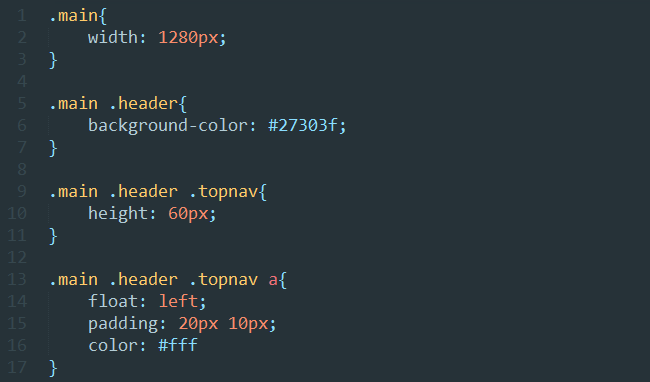 1 .main{
2 width: 1280px;
3 }
4
5 .main .header{
6 background-color: #27303f;
7 }
8
9 .main .header .topnav{
10 height: 60px;
11 }
12
13 .main .header .topnav a{
14 float: left;
15 padding: 20px 10px;
16 color: #fff
17 }